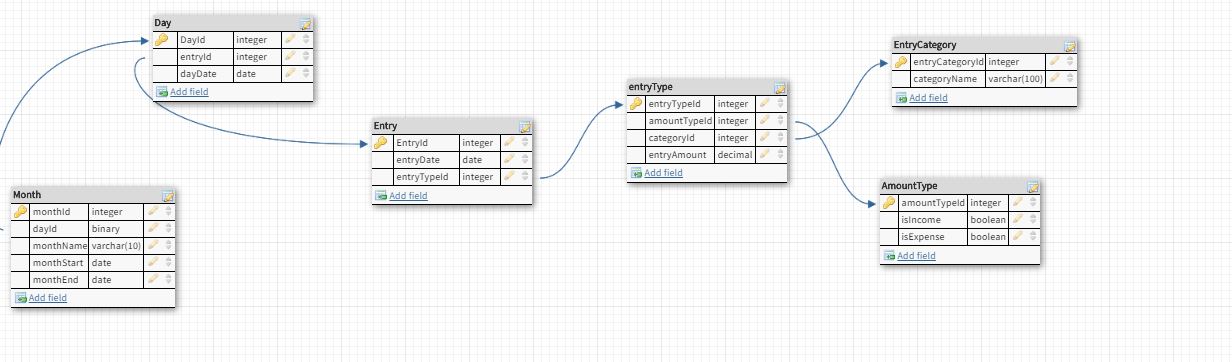 Day
DayId integer
entryId integer
dayDate date
Add field
EntryCategory
entryCategoryId integer
categoryName varchar(100)
Add field
entryType
entryTypeId integer
amountTypeId integer
categoryId integer
entryAmount decimal
Add field
Entry
EntryId integer
entryDate date
entryTypeId integer
Add field
AmountType
amountTypeId integer
isIncome boolean
isExpense boolean
Add field
Month
monthId integer
dayId binary
monthName varchar(10)
monthStart date
monthEnd date
Add field